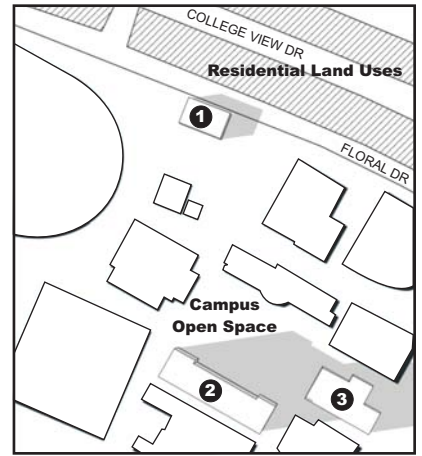 COLLEGE VIEW DR
Residential Land Uses
1
FLORAL DR
Campus
Open Space
2
3